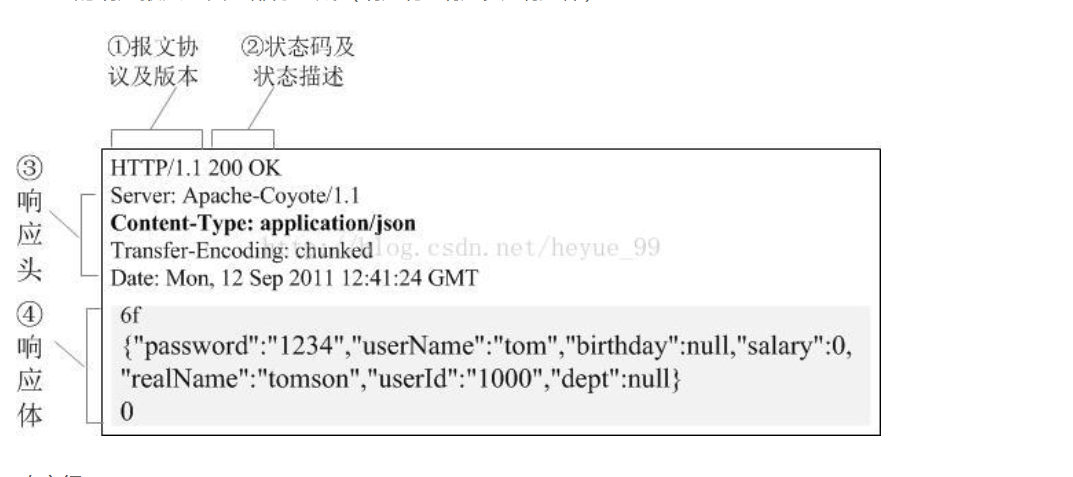 ①报文协
议及版本
②状态码及
状态描述
③
响
应
头
HTTP/1.1 200 OK
Server: Apache-Coyote/1.1
Content-Type: application/json
Transfer-Encoding: chunked
Date: Mon, 12 Sep 2011 12:41:24 GMT
http://blog.csdn.net/heyue_99
④
响
应
体
6f
{"password":"1234","userName":"tom","birthday":null,"salary":0,
"realName":"tomson","userId":"1000","dept":null}
0